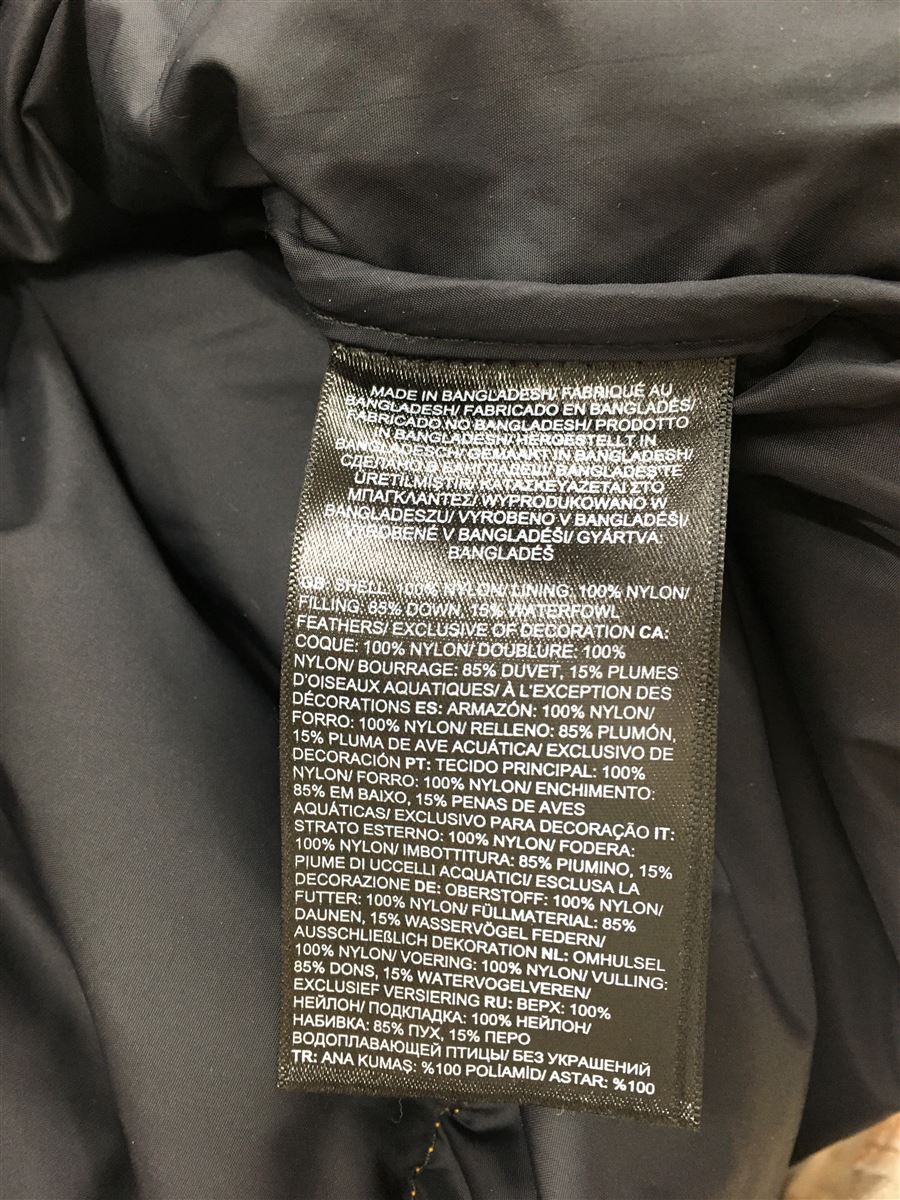 MADE IN BANGLADESH/ FABRIQUÉ AU
BANGLADESH/ FABRICADO EN BANGLADÉS/
FABRICADO NO BANGLADESH/ PRODOTTO
IN BANGLADESH/ HERGESTELLT IN
BANGLADESCH/ GEMAAKT IN BANGLADESH/
СДЕЛАНО В БАНГЛАДЕШ/ BANGLADEŞ'TE
ÜRETİLMİŞTİR/ ΚΑΤΑΣΚΕΥΑΖΕΤΑΙ ΣΤΟ
ΜΠΑΓΚΛΑΝΤΕΣ/ WYPRODUKOWANO W
BANGLADESZU/ VYROBENO V BANGLADÉŠI/
VYROBENÉ V BANGLADÉŠI/ GYÁRTVA:
BANGLADÉS
GB: SHELL: 100% NYLON/ LINING: 100% NYLON/
FILLING: 85% DOWN, 15% WATERFOWL
FEATHERS/ EXCLUSIVE OF DECORATION CA:
COQUE: 100% NYLON/ DOUBLURE: 100%
NYLON/ BOURRAGE: 85% DUVET, 15% PLUMES
D'OISEAUX AQUATIQUES/ À L'EXCEPTION DES
DÉCORATIONS ES: ARMAZÓN: 100% NYLON/
FORRO: 100% NYLON/ RELLENO: 85% PLUMÓN,
15% PLUMA DE AVE ACUÁTICA/ EXCLUSIVO DE
DECORACIÓN PT: TECIDO PRINCIPAL: 100%
NYLON/ FORRO: 100% NYLON/ ENCHIMENTO:
85% EM BAIXO, 15% PENAS DE AVES
AQUÁTICAS/ EXCLUSIVO PARA DECORAÇÃO IT:
STRATO ESTERNO: 100% NYLON/ FODERA:
100% NYLON/ IMBOTTITURA: 85% PIUMINO, 15%
PIUME DI UCCELLI ACQUATICI/ ESCLUSA LA
DECORAZIONE DE: OBERSTOFF: 100% NYLON/
FUTTER: 100% NYLON/ FÜLLMATERIAL: 85%
DAUNEN, 15% WASSERVÖGEL FEDERN/
AUSSCHLIEßLICH DEKORATION NL: OMHULSEL
100% NYLON/ VOERING: 100% NYLON/ VULLING:
85% DONS, 15% WATERVOGELVEREN/
EXCLUSIEF VERSIERING RU: ВЕРХ: 100%
НЕЙЛОН/ ПОДКЛАДКА: 100% НЕЙЛОН/
НАБИВКА: 85% ПУХ, 15% ПЕРО
ВОДОПЛАВАЮЩЕЙ ПТИЦЫ/ БЕЗ УКРАШЕНИЙ
TR: ANA KUMAŞ: %100 POLİAMİD/ ASTAR: %100